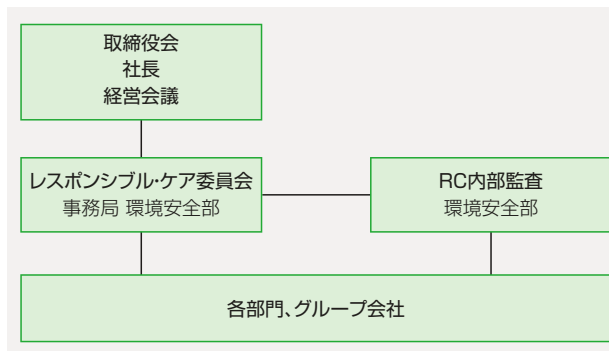 取締役会
社長
経営会議
レスポンシブル・ケア委員会
事務局 環境安全部
RC内部監査
環境安全部
各部門、グループ会社